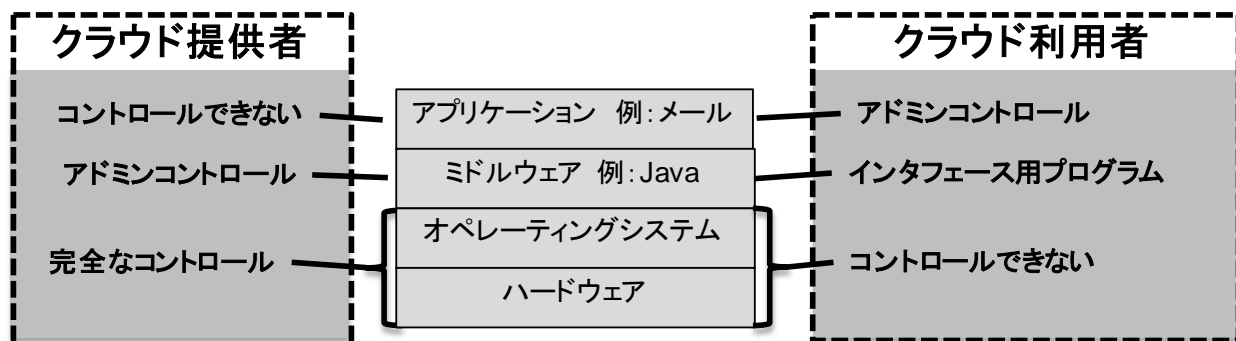 クラウド提供者
コントロールできない
アドミンコントロール
完全なコントロール
アプリケーション 例:メール
ミドルウェア 例:Java
オペレーティングシステム
ハードウェア
クラウド利用者
アドミンコントロール
インタフェース用プログラム
コントロールできない